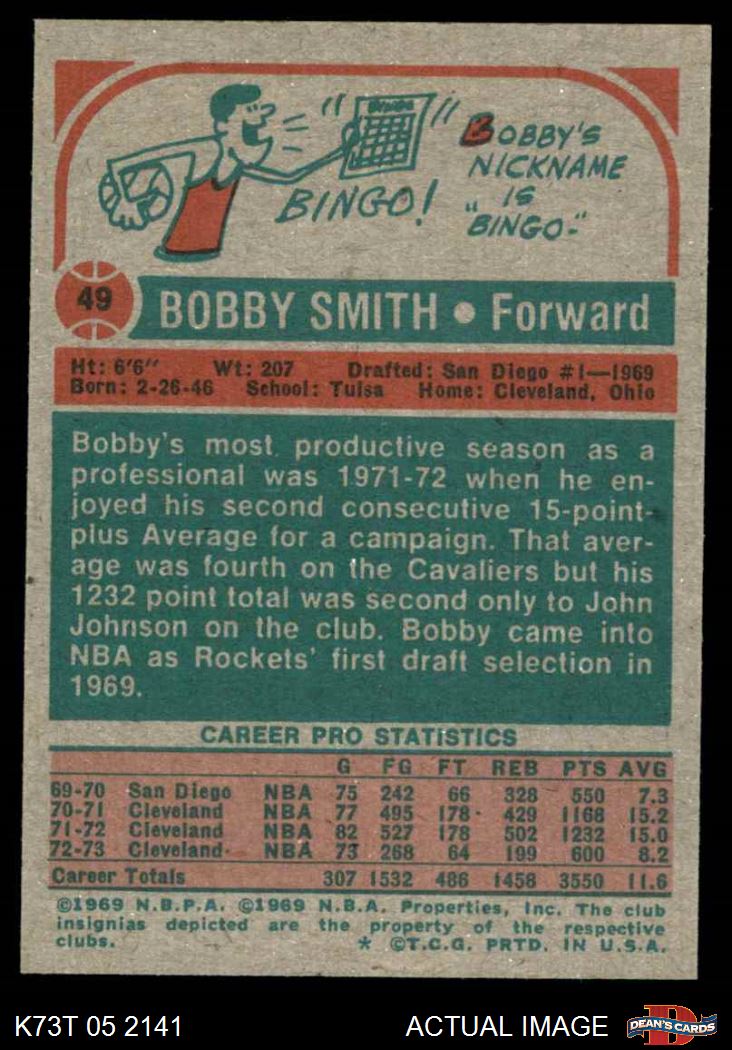 BINGO
" "
BINGO!
BOBBY'S
NICKNAME
IS
"BINGO."
49
BOBBY SMITH • Forward
Ht: 6'6" Wt: 207 Drafted: San Diego #1—1969
Born: 2-26-46 School: Tulsa Home: Cleveland, Ohio
Bobby's most productive season as a
professional was 1971-72 when he en-
joyed his second consecutive 15-point-
plus Average for a campaign. That aver-
age was fourth on the Cavaliers but his
1232 point total was second only to John
Johnson on the club. Bobby came into
NBA as Rockets' first draft selection in
1969.
CAREER PRO STATISTICS
G FG FT REB PTS AVG
69-70 San Diego NBA 75 242 66 328 550 7.3
70-71 Cleveland NBA 77 495 178 429 1168 15.2
71-72 Cleveland NBA 82 527 178 502 1232 15.0
72-73 Cleveland NBA 73 268 64 199 600 8.2
Career Totals 307 1532 486 1458 3550 11.6
©1969 N.B.P.A. ©1969 N.B.A. Properties, Inc. The club
insignias depicted are the property of the respective
clubs. * ©T.C.G. PRTD. IN U.S.A.
K73T 05 2141 ACTUAL IMAGE
D
DEAN'S CARDS